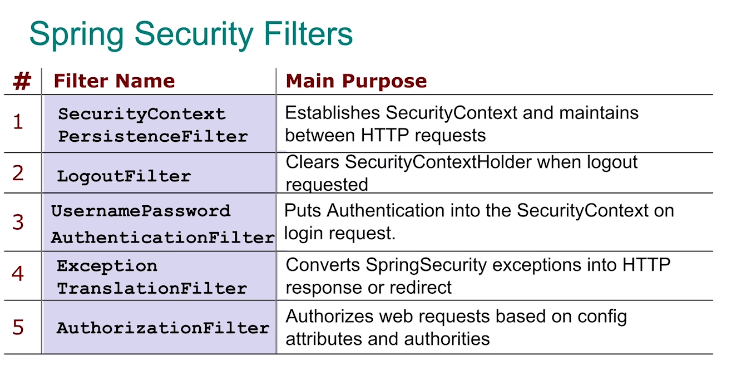 Spring Security Filters
# Filter Name Main Purpose
1 SecurityContext PersistenceFilter Establishes SecurityContext and maintains between HTTP requests
2 LogoutFilter Clears SecurityContextHolder when logout requested
3 UsernamePassword AuthenticationFilter Puts Authentication into the SecurityContext on login request.
4 Exception TranslationFilter Converts SpringSecurity exceptions into HTTP response or redirect
5 AuthorizationFilter Authorizes web requests based on config attributes and authorities